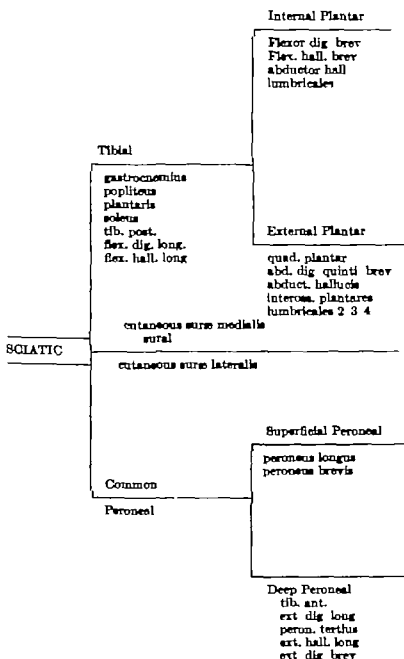 Internal Plantar
Flexor dig brev
Flex. hall. brev
abductor hall
lumbricales
Tibial
gastrocnemius
popliteus
plantaris
soleus
tib. post.
flex. dig. long.
flex. hall. long
External Plantar
quad. plantar
abd. dig quinti brev
abduct. hallucis
inteross. plantares
lumbricales 2 3 4
cutaneous suræ medialis
sural
SCIATIC
cutaneous suræ lateralis
Superficial Peroneal
peroneus longus
peroneus brevis
Common
Peroneal
Deep Peroneal
tib. ant.
ext dig long
peron. tertius
ext. hall. long
ext dig brev